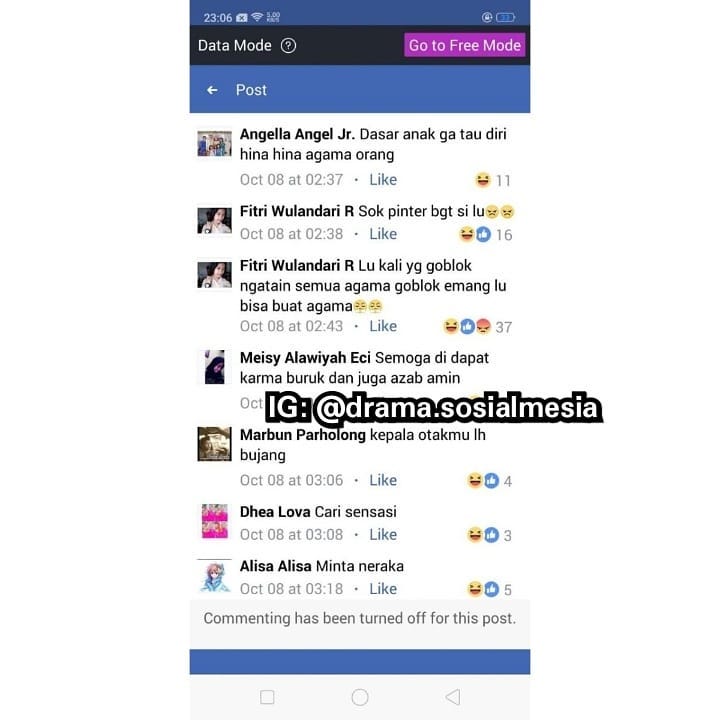 23:06 5.00 KB/S 33
Data Mode ? Go to Free Mode
Post
Angella Angel Jr. Dasar anak ga tau diri
hina hina agama orang
Oct 08 at 02:37 · Like 11
Fitri Wulandari R Sok pinter bgt si lu😠😠
Oct 08 at 02:38 · Like 16
Fitri Wulandari R Lu kali yg goblok
ngatain semua agama goblok emang lu
bisa buat agama😤😤
Oct 08 at 02:43 · Like 37
Meisy Alawiyah Eci Semoga di dapat
karma buruk dan juga azab amin
Oct
IG: @drama.sosialmesia
Marbun Parholong kepala otakmu lh
bujang
Oct 08 at 03:06 · Like 4
Dhea Lova Cari sensasi
Oct 08 at 03:08 · Like 3
Alisa Alisa Minta neraka
Oct 08 at 03:18 · Like 5
Commenting has been turned off for this post.